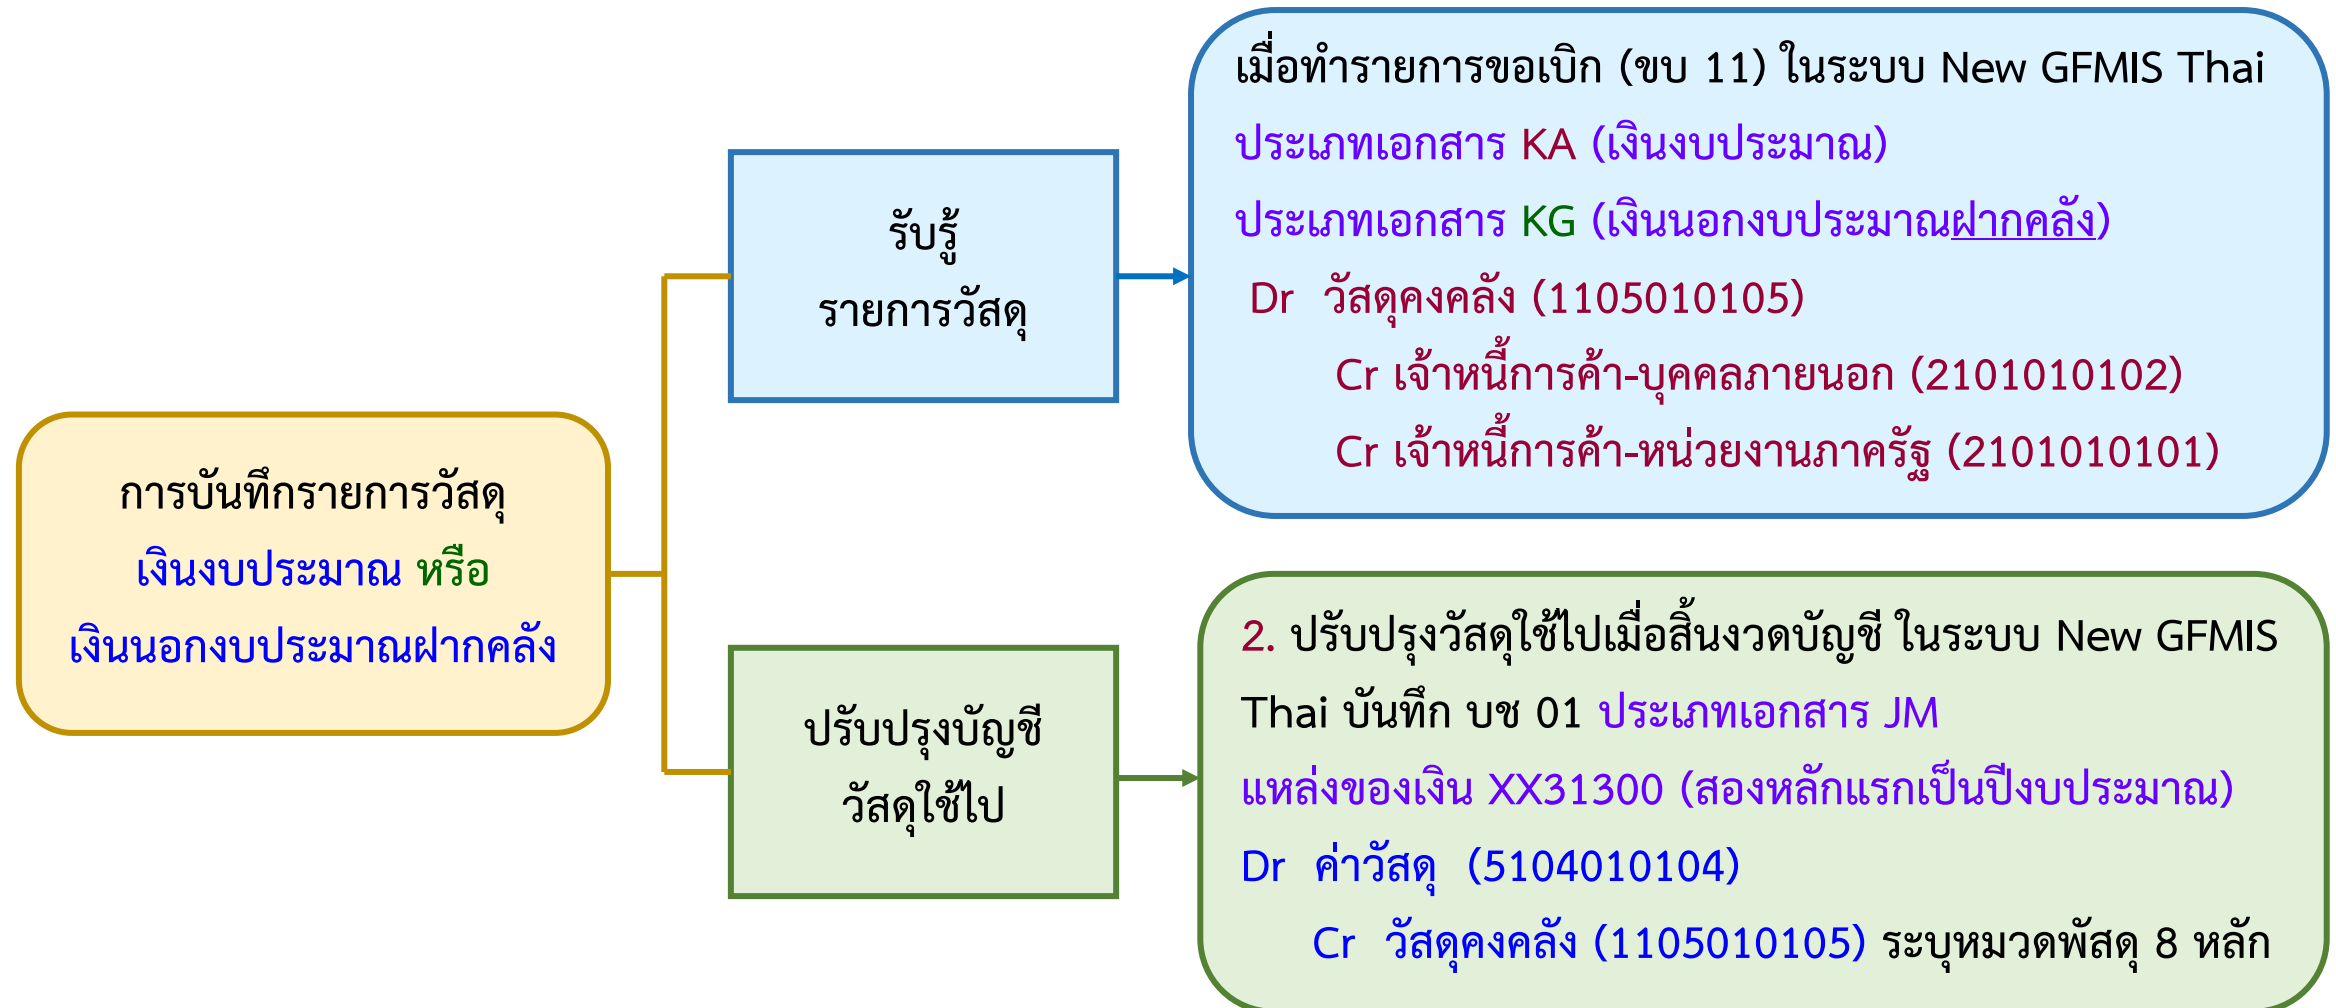 การบันทึกรายการวัสดุ
เงินงบประมาณ หรือ
เงินนอกงบประมาณฝากคลัง
รับรู้
รายการวัสดุ
เมื่อทำรายการขอเบิก (ขบ 11) ในระบบ New GFMIS Thai
ประเภทเอกสาร KA (เงินงบประมาณ)
ประเภทเอกสาร KG (เงินนอกงบประมาณฝากคลัง)
Dr วัสดุคงคลัง (1105010105)
Cr เจ้าหนี้การค้า-บุคคลภายนอก (2101010102)
Cr เจ้าหนี้การค้า-หน่วยงานภาครัฐ (2101010101)
ปรับปรุงบัญชี
วัสดุใช้ไป
2. ปรับปรุงวัสดุใช้ไปเมื่อสิ้นงวดบัญชี ในระบบ New GFMIS
Thai บันทึก บช 01 ประเภทเอกสาร JM
แหล่งของเงิน XX31300 (สองหลักแรกเป็นปีงบประมาณ)
Dr ค่าวัสดุ (5104010104)
Cr วัสดุคงคลัง (1105010105) ระบุหมวดพัสดุ 8 หลัก